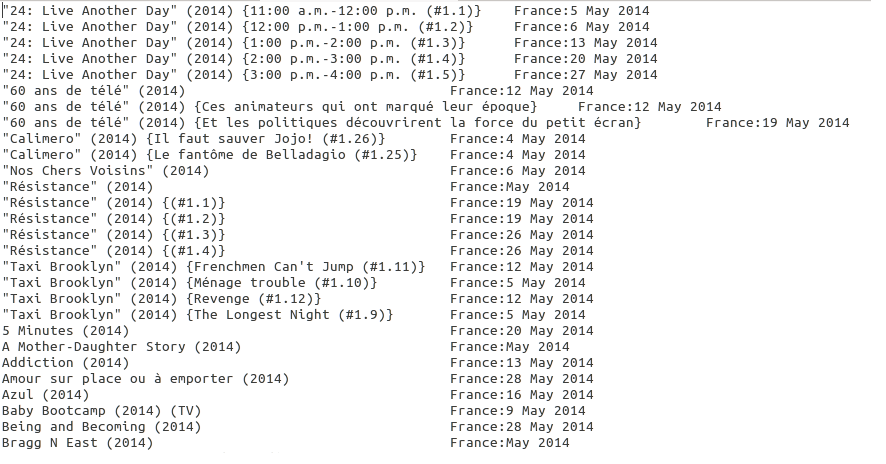 "24: Live Another Day" (2014) {11:00 a.m.-12:00 p.m. (#1.1)} France:5 May 2014
"24: Live Another Day" (2014) {12:00 p.m.-1:00 p.m. (#1.2)} France:6 May 2014
"24: Live Another Day" (2014) {1:00 p.m.-2:00 p.m. (#1.3)} France:13 May 2014
"24: Live Another Day" (2014) {2:00 p.m.-3:00 p.m. (#1.4)} France:20 May 2014
"24: Live Another Day" (2014) {3:00 p.m.-4:00 p.m. (#1.5)} France:27 May 2014
"60 ans de télé" (2014) France:12 May 2014
"60 ans de télé" (2014) {Ces animateurs qui ont marqué leur époque} France:12 May 2014
"60 ans de télé" (2014) {Et les politiques découvrirent la force du petit écran} France:19 May 2014
"Calimero" (2014) {Il faut sauver Jojo! (#1.26)} France:4 May 2014
"Calimero" (2014) {Le fantôme de Belladagio (#1.25)} France:4 May 2014
"Nos Chers Voisins" (2014) France:6 May 2014
"Résistance" (2014) France:May 2014
"Résistance" (2014) {(#1.1)} France:19 May 2014
"Résistance" (2014) {(#1.2)} France:19 May 2014
"Résistance" (2014) {(#1.3)} France:26 May 2014
"Résistance" (2014) {(#1.4)} France:26 May 2014
"Taxi Brooklyn" (2014) {Frenchmen Can't Jump (#1.11)} France:12 May 2014
"Taxi Brooklyn" (2014) {Ménage trouble (#1.10)} France:5 May 2014
"Taxi Brooklyn" (2014) {Revenge (#1.12)} France:12 May 2014
"Taxi Brooklyn" (2014) {The Longest Night (#1.9)} France:5 May 2014
5 Minutes (2014) France:20 May 2014
A Mother-Daughter Story (2014) France:May 2014
Addiction (2014) France:13 May 2014
Amour sur place ou à emporter (2014) France:28 May 2014
Azul (2014) France:16 May 2014
Baby Bootcamp (2014) (TV) France:9 May 2014
Being and Becoming (2014) France:28 May 2014
Bragg N East (2014) France:May 2014